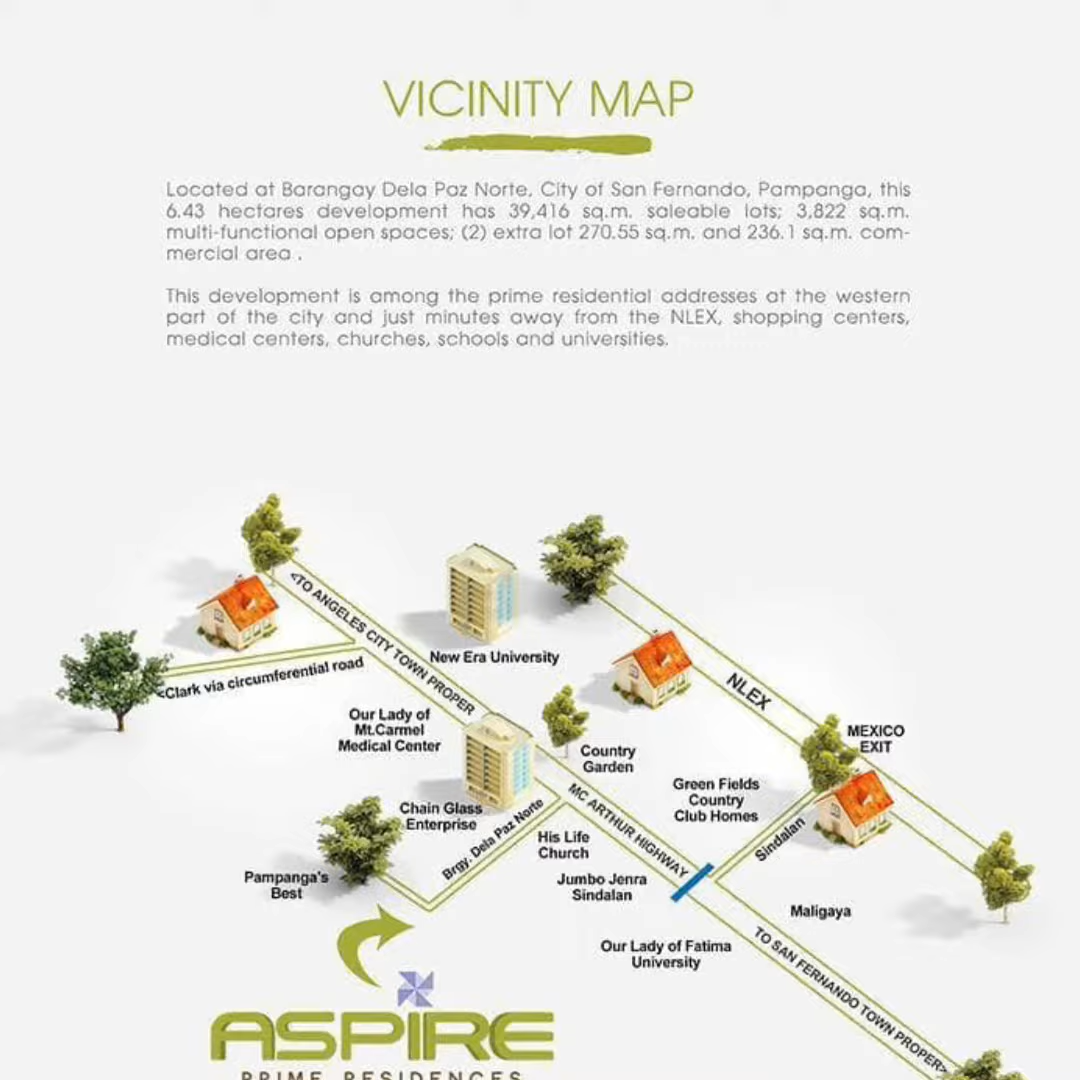 VICINITY MAP
Located at Barangay Dela Paz Norte, City of San Fernando, Pampanga, this
6.43 hectares development has 39,416 sq.m. saleable lots; 3,822 sq.m.
multi-functional open spaces; (2) extra lot 270.55 sq.m. and 236.1 sq.m. com-
mercial area .
This development is among the prime residential addresses at the western
part of the city and just minutes away from the NLEX, shopping centers,
medical centers, churches, schools and universities.
<TO ANGELES CITY TOWN PROPER
New Era University
<Clark via circumferential road
NLEX
Our Lady of
Mt.Carmel
Medical Center
MEXICO
EXIT
Country
Garden
Green Fields
Country
Club Homes
MC ARTHUR HIGHWAY
Chain Glass
Enterprise
Brgy. Dela Paz Norte
His Life
Church
Sindalan
Pampanga's
Best
Jumbo Jenra
Sindalan
Maligaya
Our Lady of Fatima
University
TO SAN FERNANDO TOWN PROPER>
ASPIRE
PRIME RESIDENCES